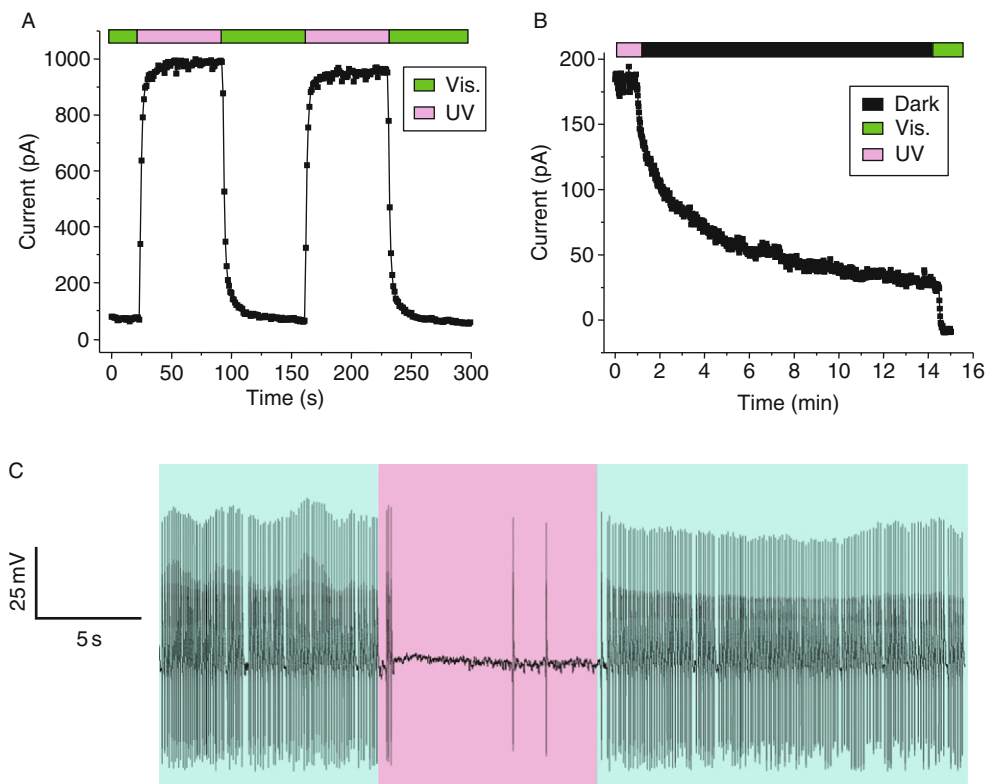 A
Current (pA)
1000
800
600
400
200
0
0 50 100 150 200 250 300
Time (s)
Vis.
UV
B
Current (pA)
200
150
100
50
0
0 2 4 6 8 10 12 14 16
Time (min)
Dark
Vis.
UV
C
25 mV
5 s